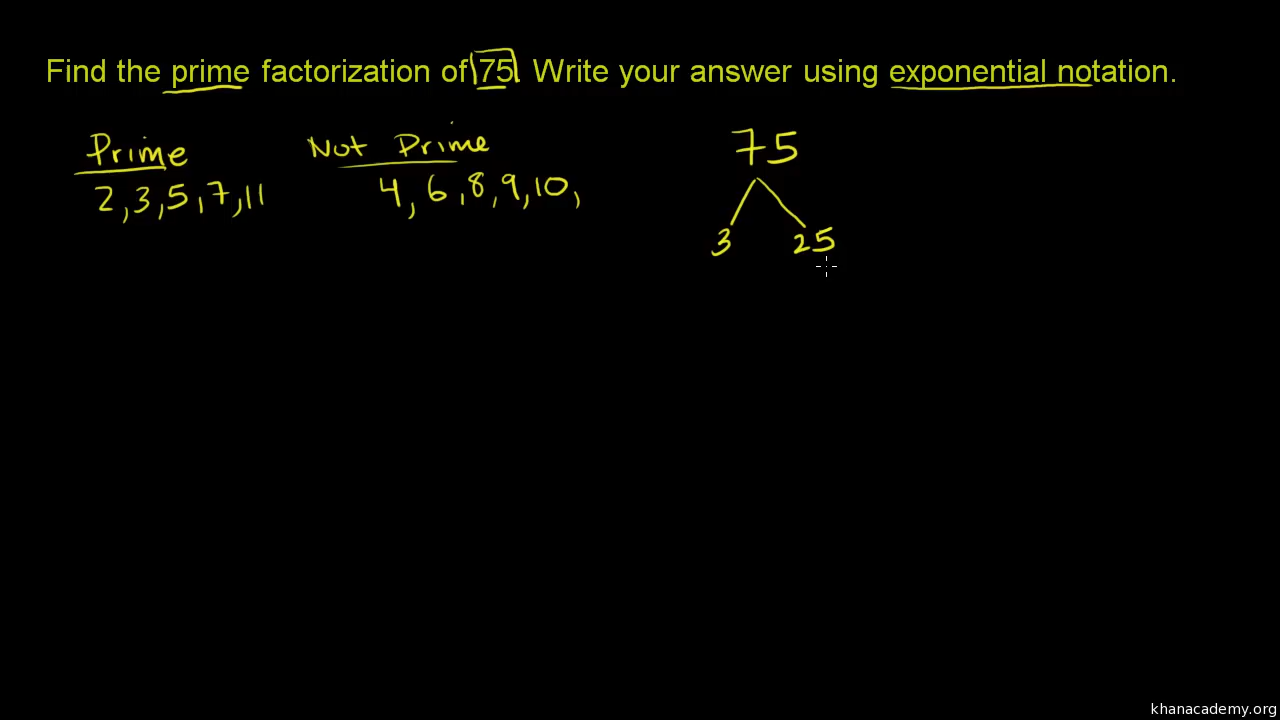 Find the prime factorization of 75. Write your answer using exponential notation.
Prime
2, 3, 5, 7, 11
Not Prime
4, 6, 8, 9, 10,
75
3 25
khanacademy.org